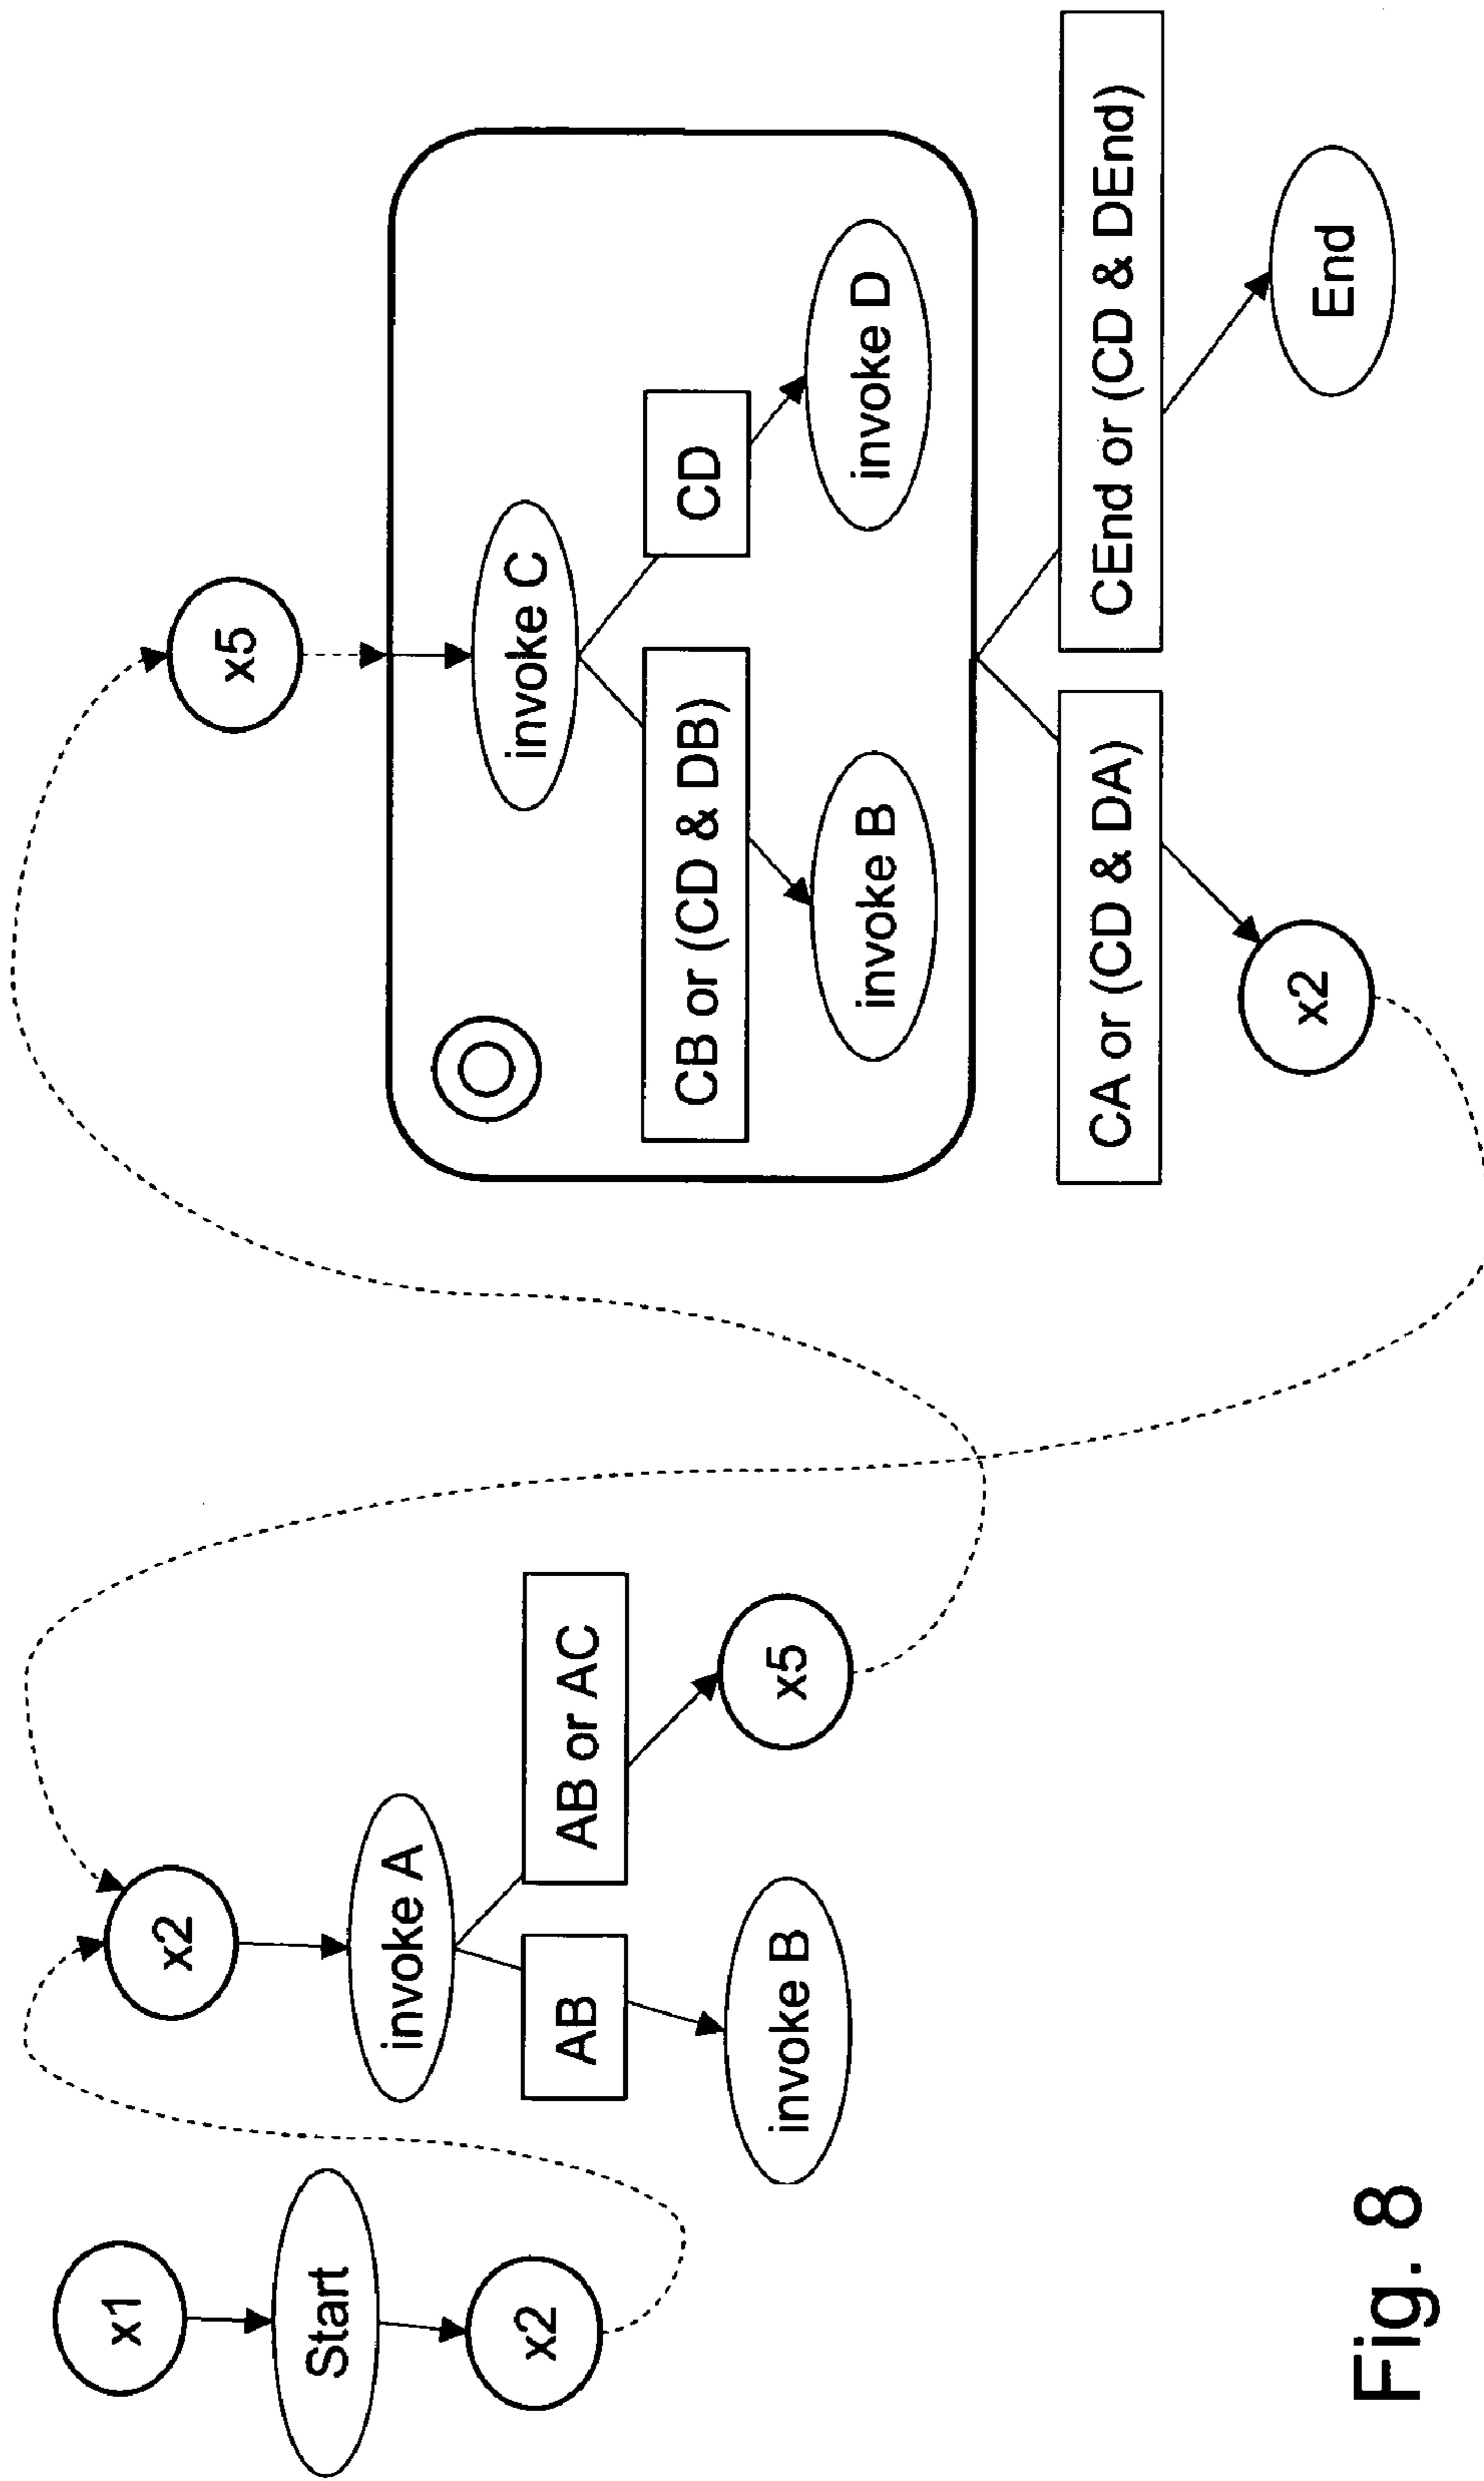 x1
Start
x2
x2
invoke A
AB
AB or AC
invoke B
x5
x5
invoke C
CB or (CD & DB)
CD
invoke B
invoke D
CA or (CD & DA)
CEnd or (CD & DEnd)
x2
End
Fig. 8